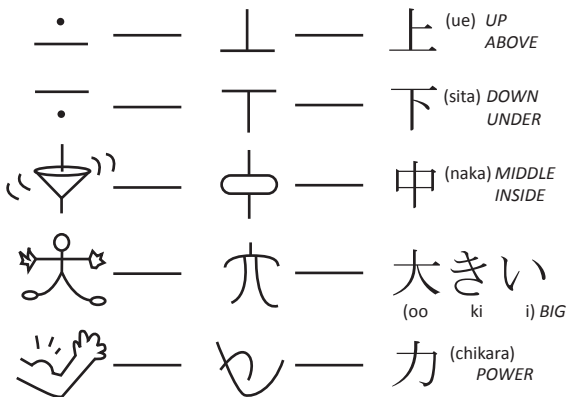 上 (ue) UP
ABOVE
下 (sita) DOWN
UNDER
中 (naka) MIDDLE
INSIDE
大きい
(oo ki i) BIG
力 (chikara)
POWER